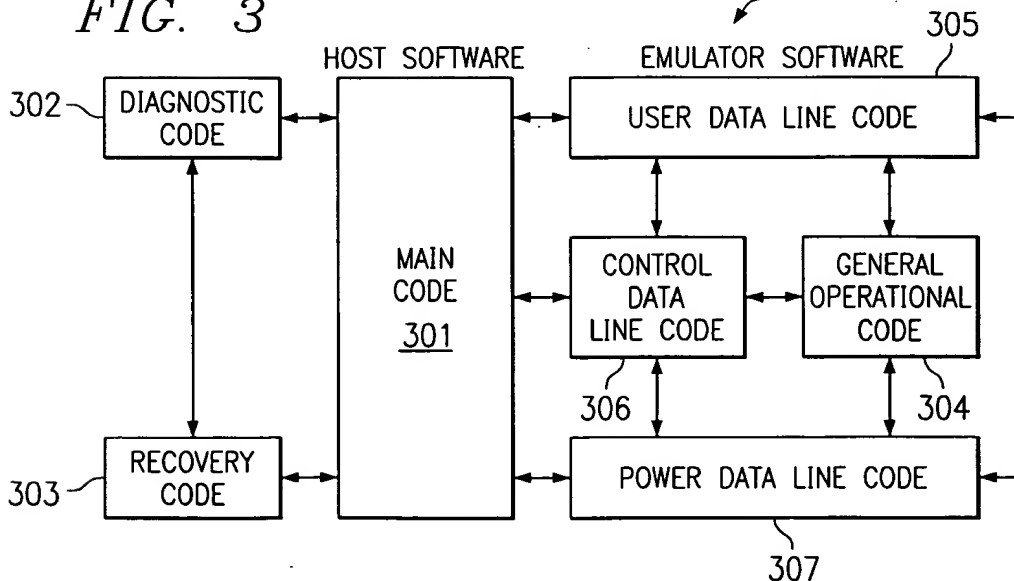 FIG. 3
305
HOST SOFTWARE
EMULATOR SOFTWARE
302
DIAGNOSTIC
CODE
USER DATA LINE CODE
MAIN
CODE
301
CONTROL
DATA
LINE CODE
GENERAL
OPERATIONAL
CODE
306
304
303
RECOVERY
CODE
POWER DATA LINE CODE
307